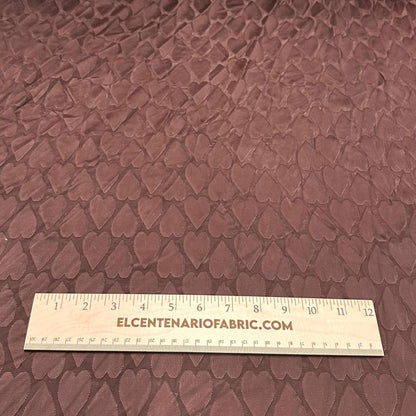 1 2 3 4 5 6 7 8 9 10 11 12
ELCENTENARIOFABRIC.COM